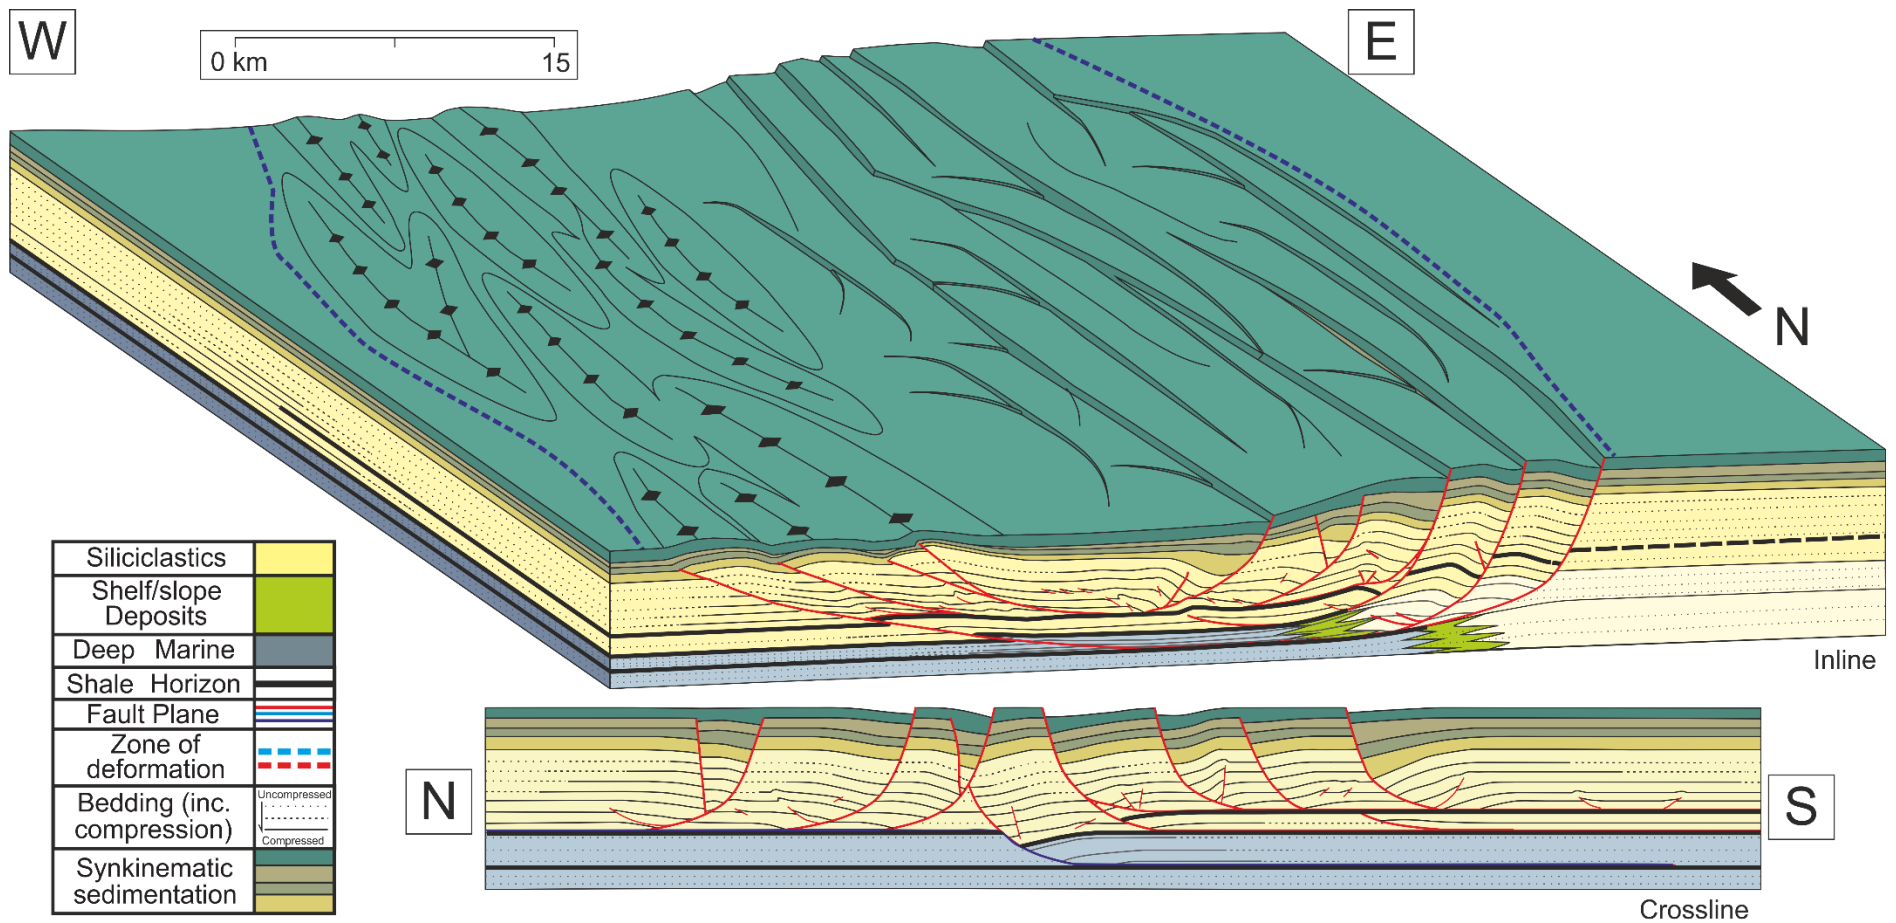 W
0 km 15
E
N
Inline
Siliciclastics
Shelf/slope
Deposits
Deep Marine
Shale Horizon
Fault Plane
Zone of
deformation
Bedding (inc.
compression)
Uncompressed
Compressed
Synkinematic
sedimentation
N
S
Crossline